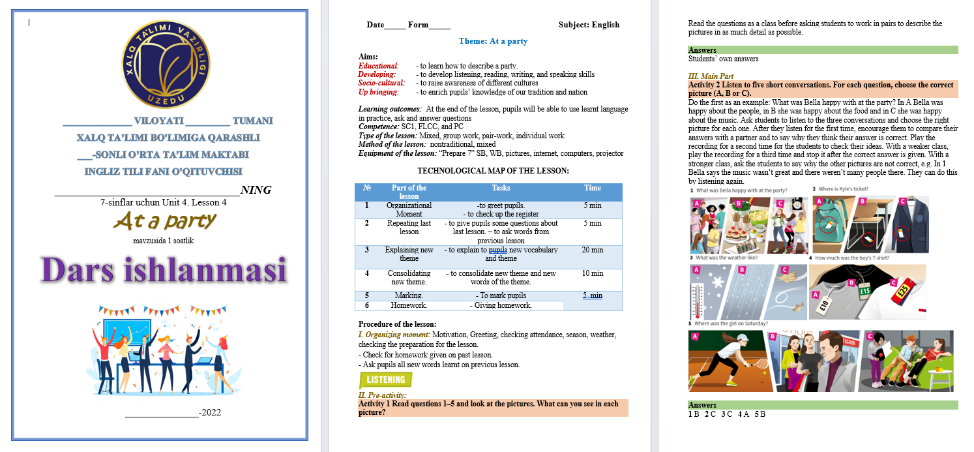 XALQ TA'LIMI VAZIRLIGI
UZEDU
____________ VILOYATI ________ TUMANI
XALQ TA'LIMI BO'LIMIGA QARASHLI
___-SONLI O'RTA TA'LIM MAKTABI
INGLIZ TILI FANI O'QITUVCHISI
______________________________NING
7-sinflar uchun Unit 4. Lesson 4
At a party
mavzusida 1 soatlik
Dars ishlanmasi
________________-2022
Date_____ Form_____ Subject: English
Theme: At a party
Aims:
Educational: - to learn how to describe a party.
Developing: - to develop listening, reading, writing, and speaking skills
Socio-cultural: - to raise awareness of different cultures
Up bringing: - to enrich pupils' knowledge of our tradition and nation
Learning outcomes: At the end of the lesson, pupils will be able to use learnt language
in practice, ask and answer questions
Competence: SC1, FLCC, and PC
Type of the lesson: Mixed, group work, pair-work, individual work
Method of the lesson: nontraditional, mixed
Equipment of the lesson: "Prepare 7" SB, WB, pictures, internet, computers, projector
TECHNOLOGICAL MAP OF THE LESSON:
№ Part of the lesson Tasks Time
1 Organizational Moment -to greet pupils. - to check up the register 5 min
2 Repeating last lesson - to give pupils some questions about last lesson. – to ask words from previous lesson 5 min
3 Explaining new theme - to explain to pupils new vocabulary and theme 20 min
4 Consolidating new theme. - to consolidate new theme and new words of the theme. 10 min
5 Marking. - To mark pupils 5 min
6 Homework. - Giving homework.
Procedure of the lesson:
I. Organizing moment: Motivation, Greeting, checking attendance, season, weather,
checking the preparation for the lesson.
- Check for homework given on past lesson.
- Ask pupils all new words learnt on previous lesson.
LISTENING
II. Pre-activity:
Activity 1 Read questions 1–5 and look at the pictures. What can you see in each
picture?
Read the questions as a class before asking students to work in pairs to describe the
pictures in as much detail as possible.
Answers
Students' own answers
III. Main Part
Activity 2 Listen to five short conversations. For each question, choose the correct
picture (A, B or C).
Do the first as an example: What was Bella happy with at the party? In A Bella was
happy about the people, in B she was happy about the food and in C she was happy
about the music. Ask students to listen to the three conversations and choose the right
picture for each one. After they listen for the first time, encourage them to compare their
answers with a partner and to say why they think their answer is correct. Play the
recording for a second time for the students to check their ideas. With a weaker class,
play the recording for a third time and stop it after the correct answer is given. With a
stronger class, ask the students to say why the other pictures are not correct, e.g. In 1
Bella says the music wasn't great and there weren't many people there. They can do this
by listening again.
1 What was Bella happy with at the party? 2 Where is Kyle's ticket?
A B C A B C
3 What was the weather like? 4 How much was the boy's T-shirt?
A B C A B £15 C £25
5 Where was the girl on Saturday?
A B C
Answers
1 B 2 C 3 C 4 A 5 B